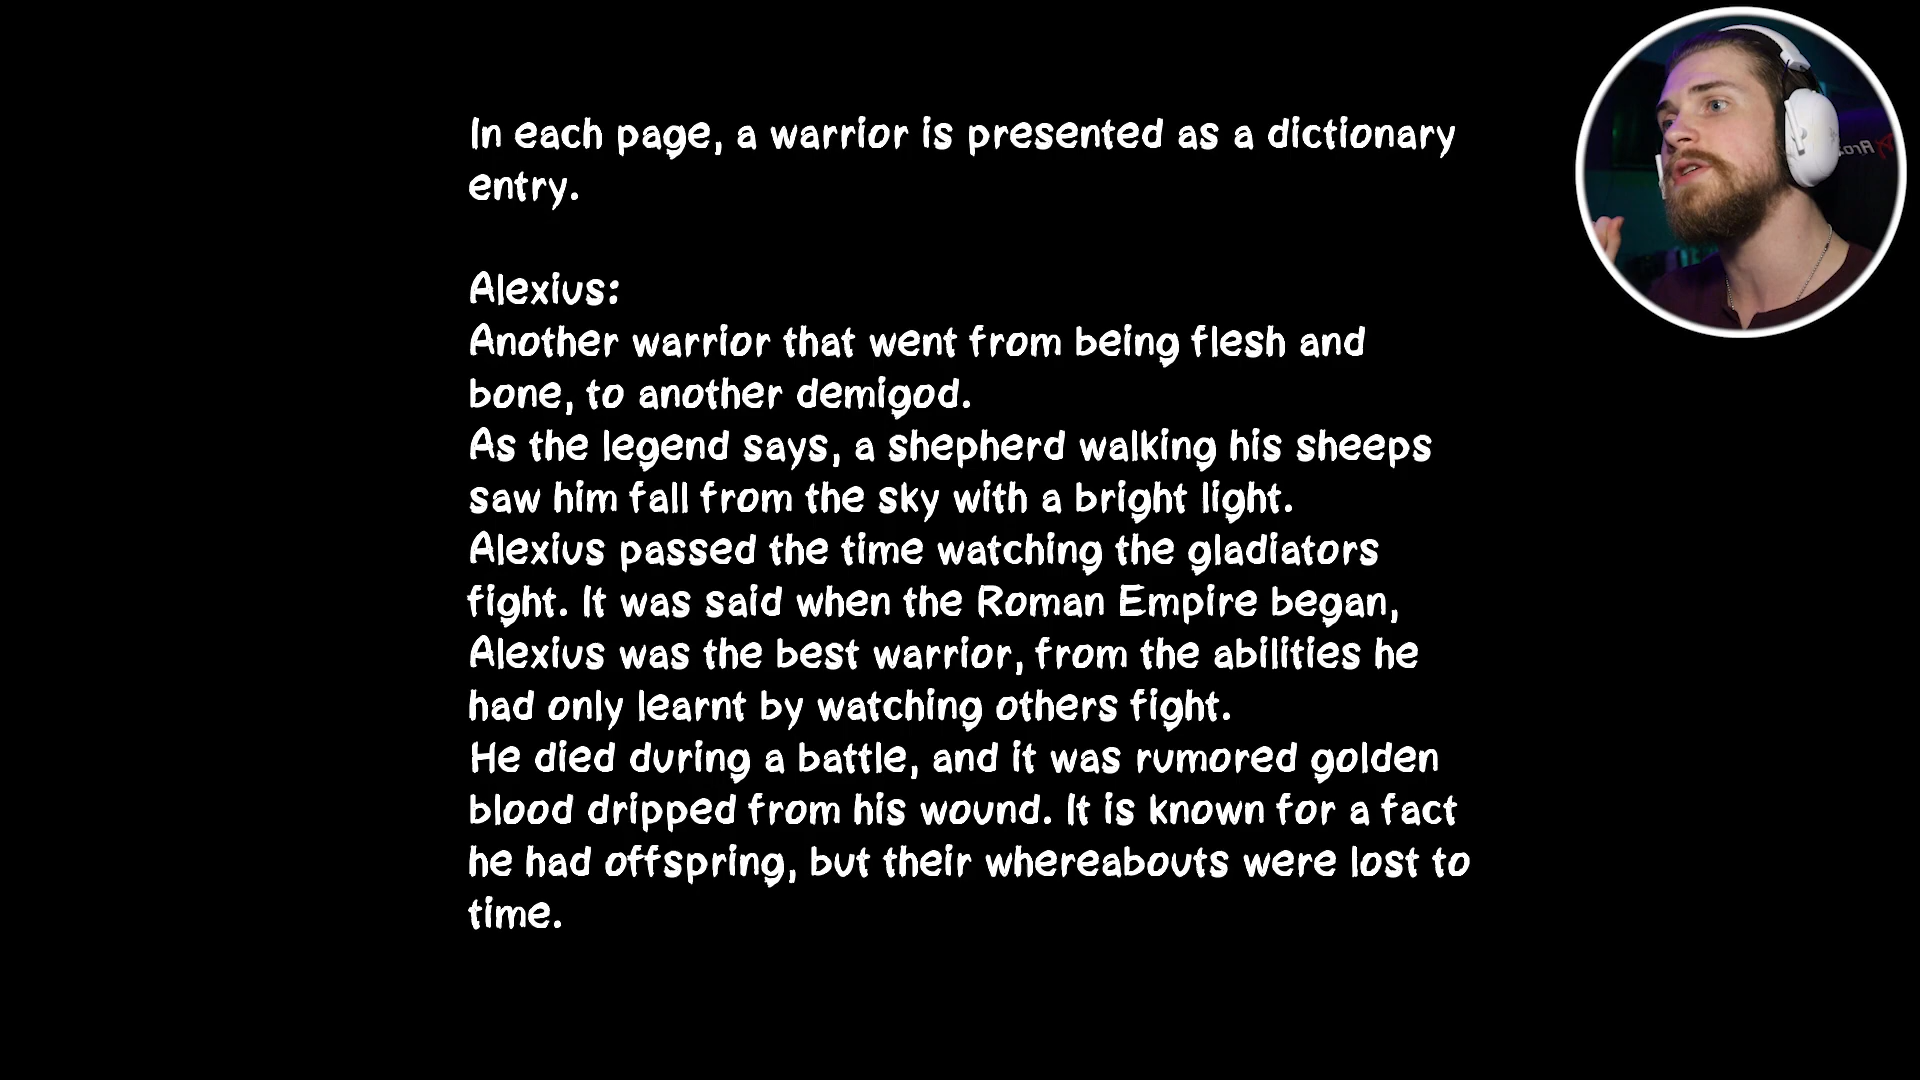 In each page, a warrior is presented as a dictionary
entry.
Alexius:
Another warrior that went from being flesh and
bone, to another demigod.
As the legend says, a shepherd walking his sheeps
saw him fall from the sky with a bright light.
Alexius passed the time watching the gladiators
fight. It was said when the Roman Empire began,
Alexius was the best warrior, from the abilities he
had only learnt by watching others fight.
He died during a battle, and it was rumored golden
blood dripped from his wound. It is known for a fact
he had offspring, but their whereabouts were lost to
time.